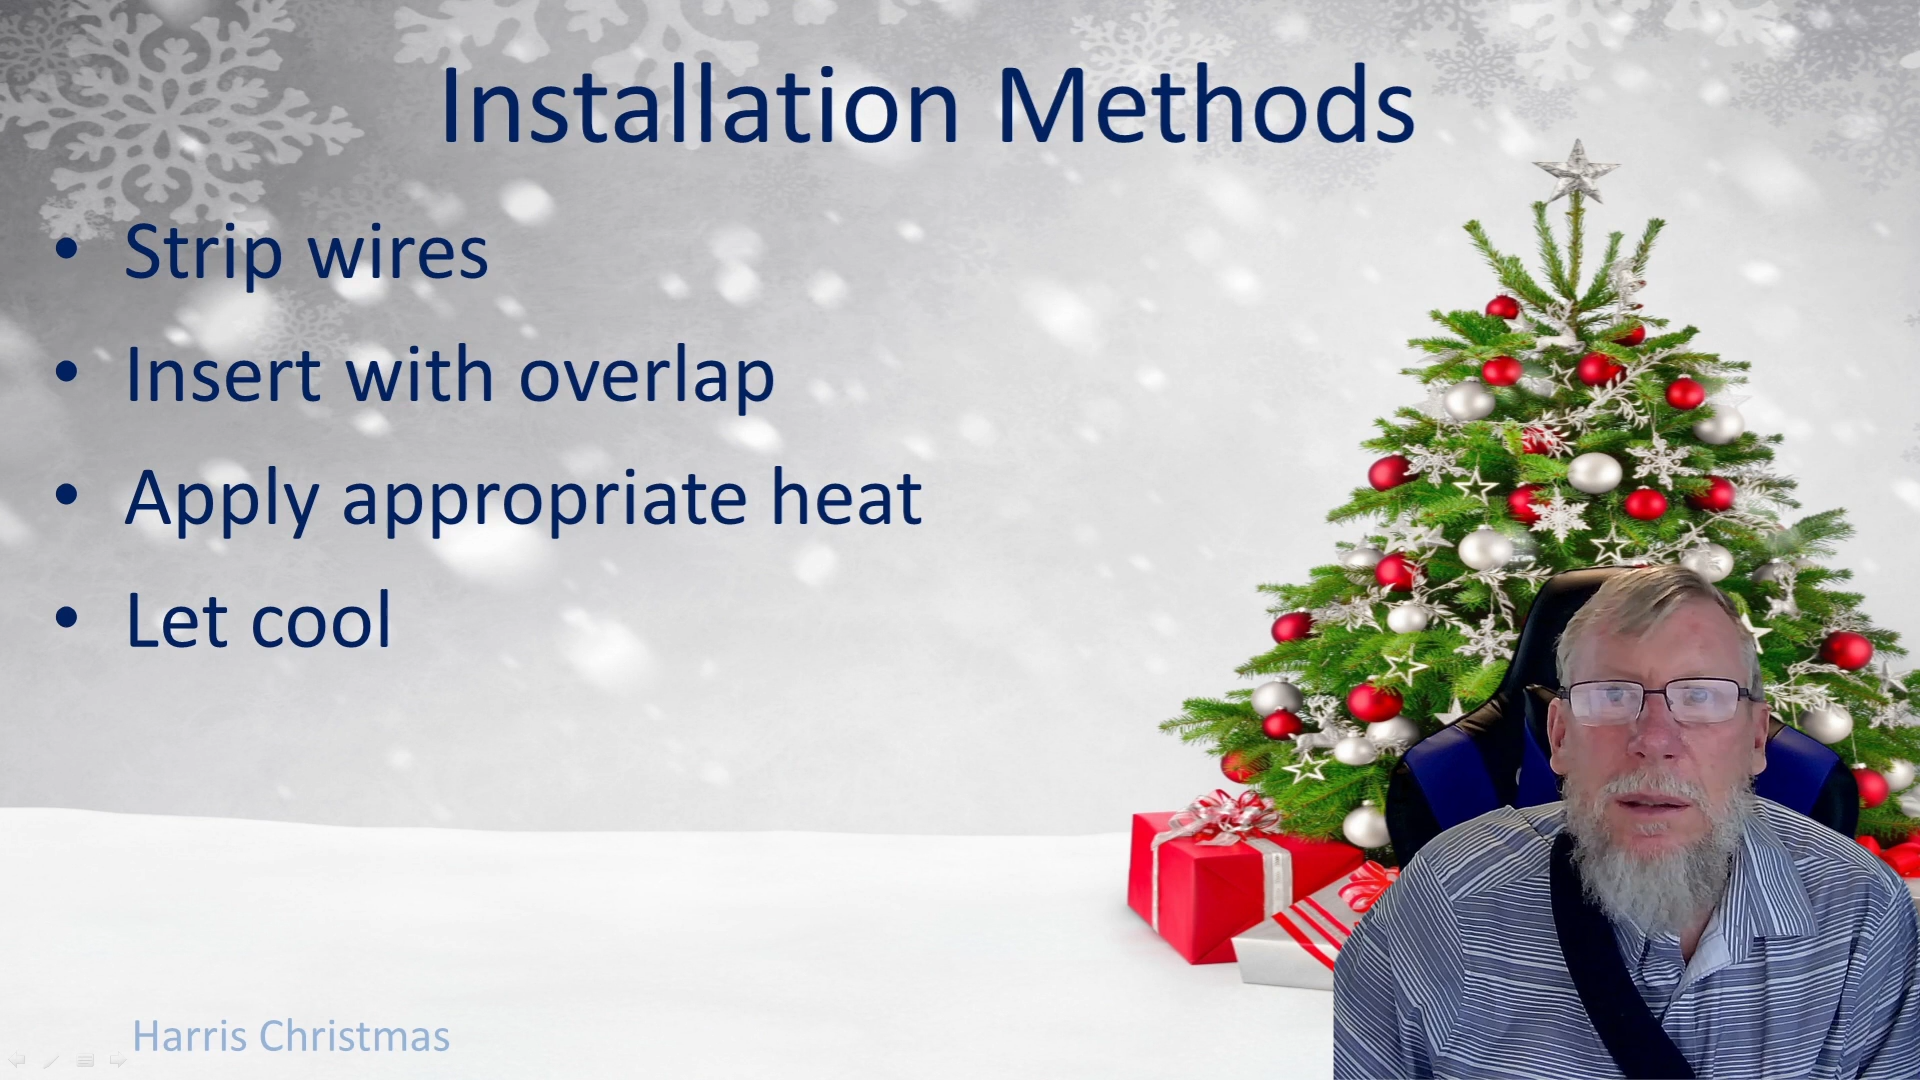 Installation Methods
• Strip wires
• Insert with overlap
• Apply appropriate heat
• Let cool
Harris Christmas